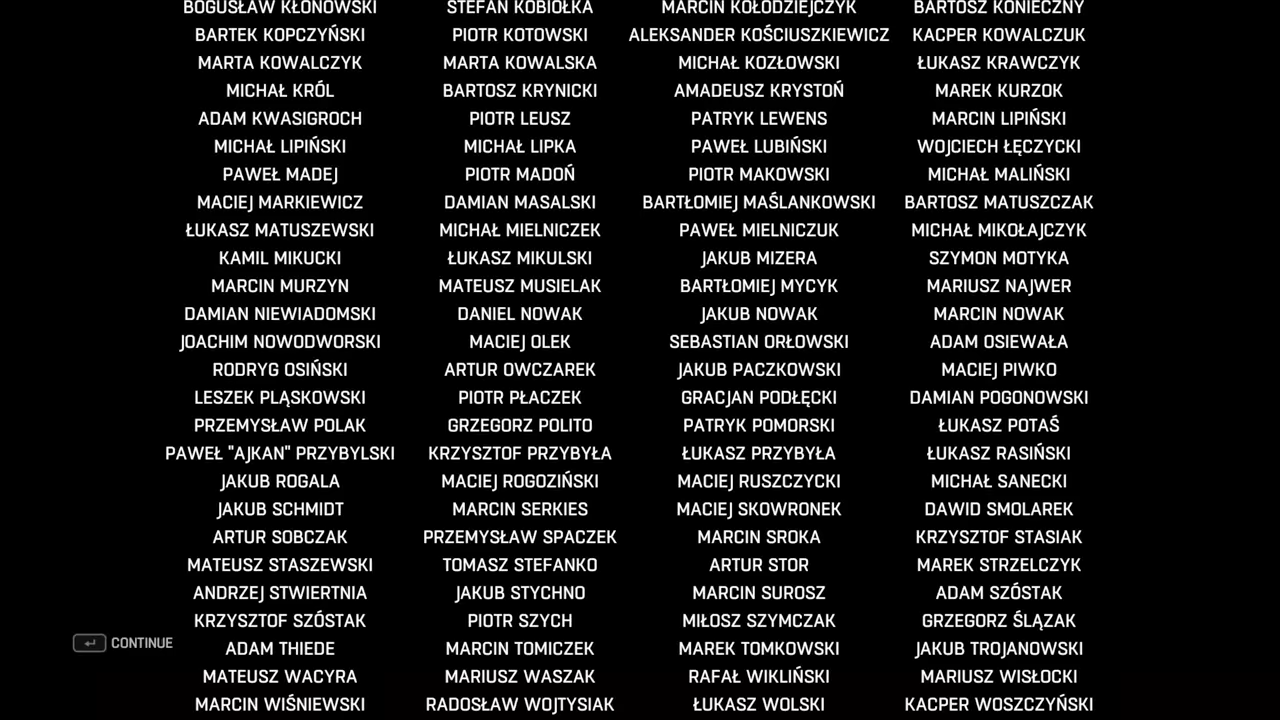 BOGUSŁAW KŁONOWSKI STEFAN KOBIOŁKA MARCIN KOŁODZIEJCZYK BARTOSZ KONIECZNY
BARTEK KOPCZYŃSKI PIOTR KOTOWSKI ALEKSANDER KOŚCIUSZKIEWICZ KACPER KOWALCZUK
MARTA KOWALCZYK MARTA KOWALSKA MICHAŁ KOZŁOWSKI ŁUKASZ KRAWCZYK
MICHAŁ KRÓL BARTOSZ KRYNICKI AMADEUSZ KRYSTOŃ MAREK KURZOK
ADAM KWASIGROCH PIOTR LEUSZ PATRYK LEWENS MARCIN LIPIŃSKI
MICHAŁ LIPIŃSKI MICHAŁ LIPKA PAWEŁ LUBIŃSKI WOJCIECH ŁĘCZYCKI
PAWEŁ MADEJ PIOTR MADOŃ PIOTR MAKOWSKI MICHAŁ MALIŃSKI
MACIEJ MARKIEWICZ DAMIAN MASALSKI BARTŁOMIEJ MAŚLANKOWSKI BARTOSZ MATUSZCZAK
ŁUKASZ MATUSZEWSKI MICHAŁ MIELNICZEK PAWEŁ MIELNICZUK MICHAŁ MIKOŁAJCZYK
KAMIL MIKUCKI ŁUKASZ MIKULSKI JAKUB MIZERA SZYMON MOTYKA
MARCIN MURZYN MATEUSZ MUSIELAK BARTŁOMIEJ MYCYK MARIUSZ NAJWER
DAMIAN NIEWIADOMSKI DANIEL NOWAK JAKUB NOWAK MARCIN NOWAK
JOACHIM NOWODWORSKI MACIEJ OLEK SEBASTIAN ORŁOWSKI ADAM OSIEWAŁA
RODRYG OSIŃSKI ARTUR OWCZAREK JAKUB PACZKOWSKI MACIEJ PIWKO
LESZEK PLĄSKOWSKI PIOTR PŁACZEK GRACJAN PODŁĘCKI DAMIAN POGONOWSKI
PRZEMYSŁAW POLAK GRZEGORZ POLITO PATRYK POMORSKI ŁUKASZ POTAŚ
PAWEŁ "AJKAN" PRZYBYLSKI KRZYSZTOF PRZYBYŁA ŁUKASZ PRZYBYŁA ŁUKASZ RASIŃSKI
JAKUB ROGALA MACIEJ ROGOZIŃSKI MACIEJ RUSZCZYCKI MICHAŁ SANECKI
JAKUB SCHMIDT MARCIN SERKIES MACIEJ SKOWRONEK DAWID SMOLAREK
ARTUR SOBCZAK PRZEMYSŁAW SPACZEK MARCIN SROKA KRZYSZTOF STASIAK
MATEUSZ STASZEWSKI TOMASZ STEFANKO ARTUR STOR MAREK STRZELCZYK
ANDRZEJ STWIERTNIA JAKUB STYCHNO MARCIN SUROSZ ADAM SZÓSTAK
KRZYSZTOF SZÓSTAK PIOTR SZYCH MIŁOSZ SZYMCZAK GRZEGORZ ŚLĄZAK
CONTINUE
ADAM THIEDE MARCIN TOMICZEK MAREK TOMKOWSKI JAKUB TROJANOWSKI
MATEUSZ WACYRA MARIUSZ WASZAK RAFAŁ WIKLIŃSKI MARIUSZ WISŁOCKI
MARCIN WIŚNIEWSKI RADOSŁAW WOJTYSIAK ŁUKASZ WOLSKI KACPER WOSZCZYŃSKI